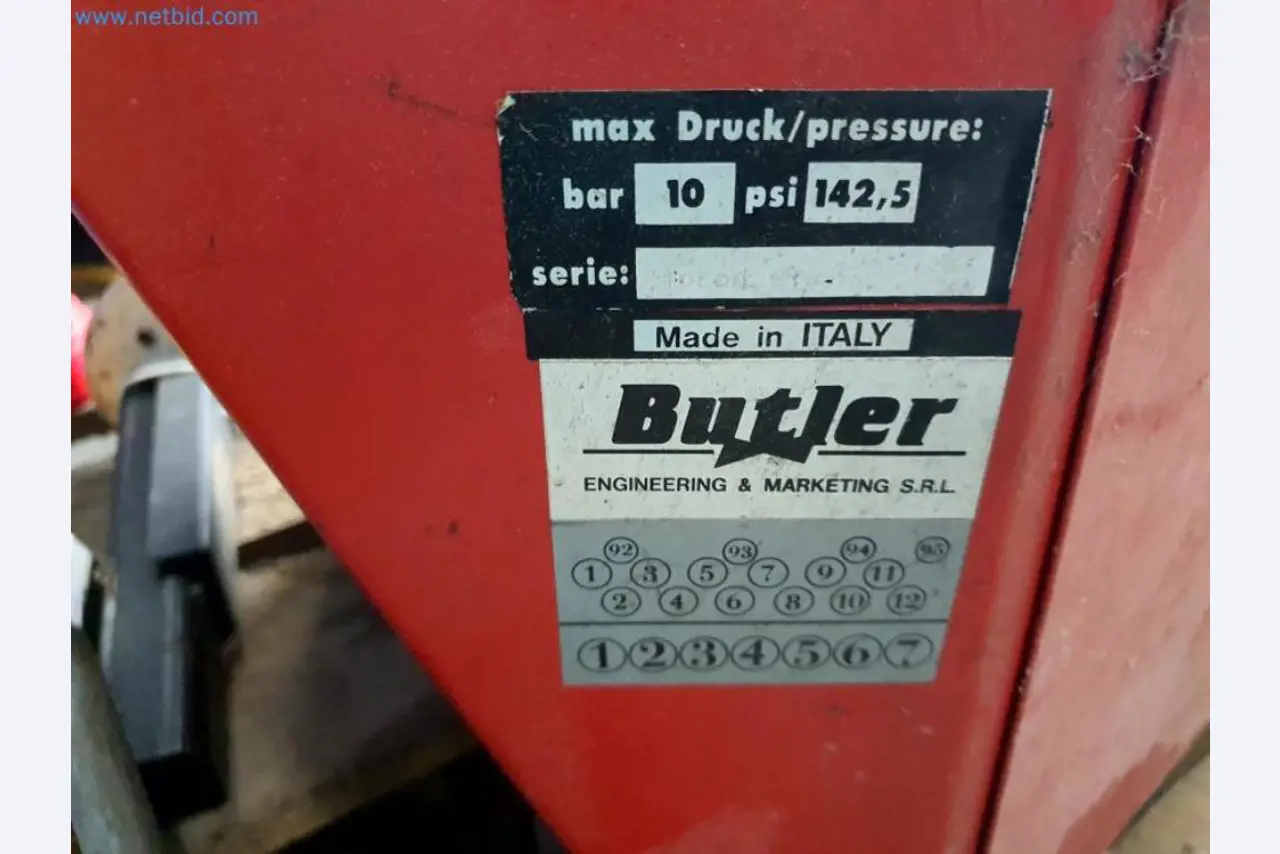 www.netbid.com
max Druck/pressure:
bar 10 psi 142,5
serie:
Made in ITALY
Butler
ENGINEERING & MARKETING S.R.L.
92 93 94 95
1 3 5 7 9 11
2 4 6 8 10 12
1 2 3 4 5 6 7